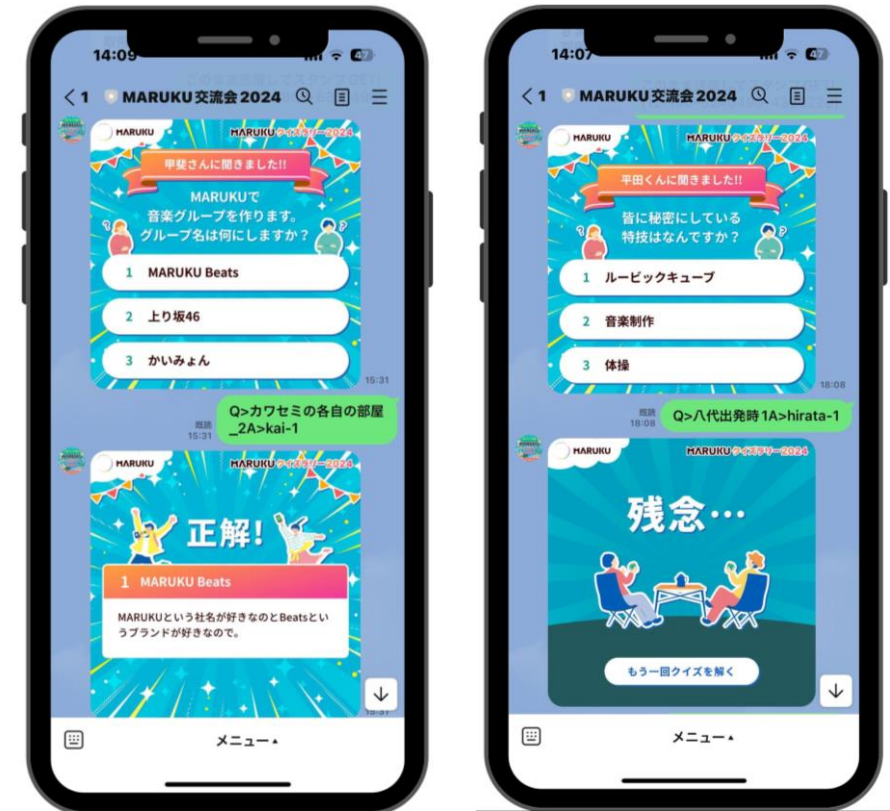 14:09
47
1 MARUKU交流会2024
MARUKU
MARUKUクイズラリー2024
甲斐さんに聞きました!!
MARUKUで
音楽グループを作ります。
グループ名は何にしますか？
1 MARUKU Beats
2 上り坂46
3 かいみょん
15:31
Q>カワセミの各自の部屋
_2A>kai-1
既読
15:31
MARUKU
MARUKUクイズラリー2024
正解!
1 MARUKU Beats
MARUKUという社名が好きなのとBeatsとい
うブランドが好きなので。
15:31
メニュー▴
14:07
47
1 MARUKU交流会2024
MARUKU
MARUKUクイズラリー2024
平田くんに聞きました!!
皆に秘密にしている
特技はなんですか？
1 ルービックキューブ
2 音楽制作
3 体操
18:08
Q>八代出発時1A>hirata-1
既読
18:08
MARUKU
MARUKUクイズラリー2024
残念…
もう一回クイズを解く
メニュー▴